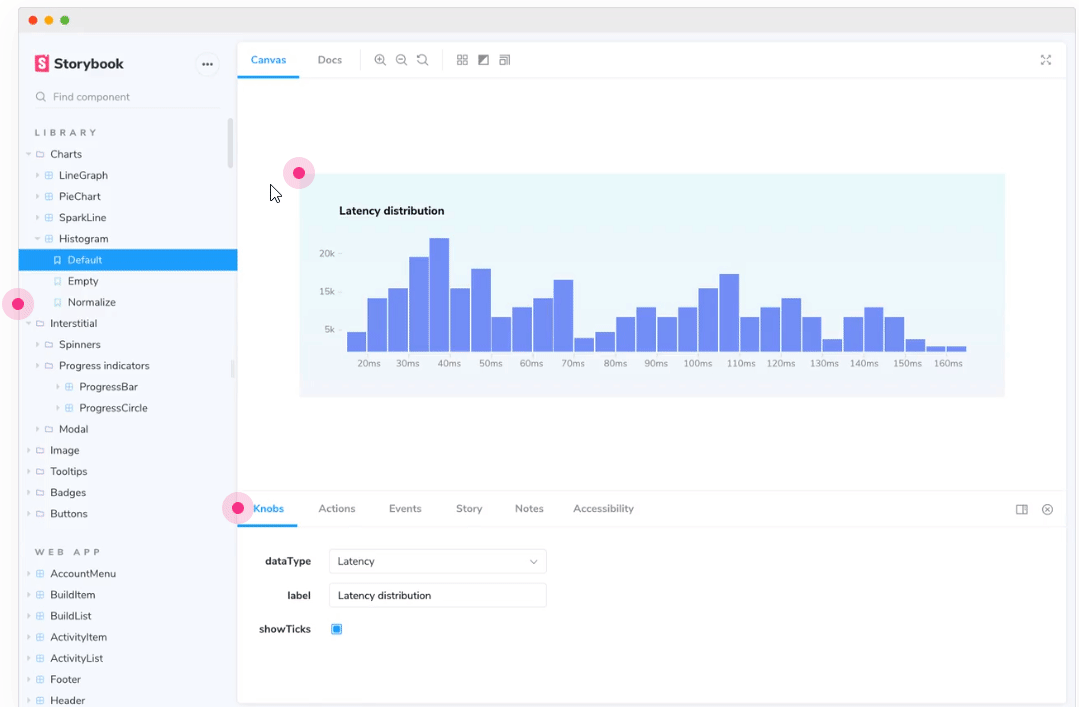 Storybook
Find component
LIBRARY
Charts
LineGraph
PieChart
SparkLine
Histogram
Default
Empty
Normalize
Interstitial
Spinners
Progress indicators
ProgressBar
ProgressCircle
Modal
Image
Tooltips
Badges
Buttons
WEB APP
AccountMenu
BuildItem
BuildList
ActivityItem
ActivityList
Footer
Header
Canvas Docs
Latency distribution
20k
15k
5k
20ms 30ms 40ms 50ms 60ms 70ms 80ms 90ms 100ms 110ms 120ms 130ms 140ms 150ms 160ms
Knobs Actions Events Story Notes Accessibility
dataType Latency
label Latency distribution
showTicks